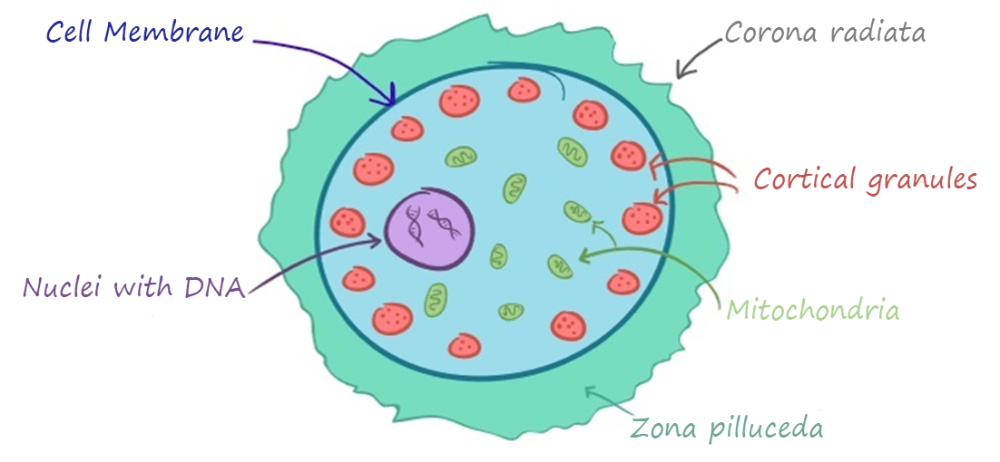 Cell Membrane
Corona radiata
Cortical granules
Nuclei with DNA
Mitochondria
Zona pilluceda